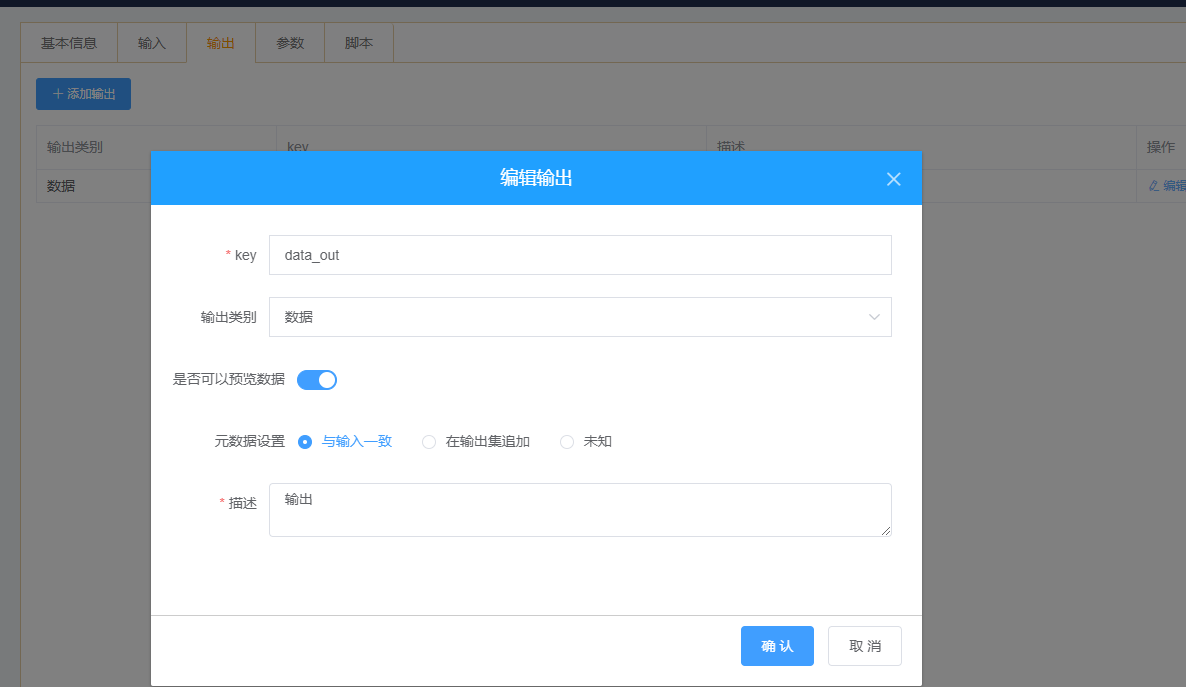 基本信息 输入 输出 参数 脚本
＋ 添加输出
输出类别 key 描述 操作
数据 编辑
编辑输出
* key data_out
输出类别 数据
是否可以预览数据
元数据设置 与输入一致 在输出集追加 未知
* 描述 输出
确认 取消